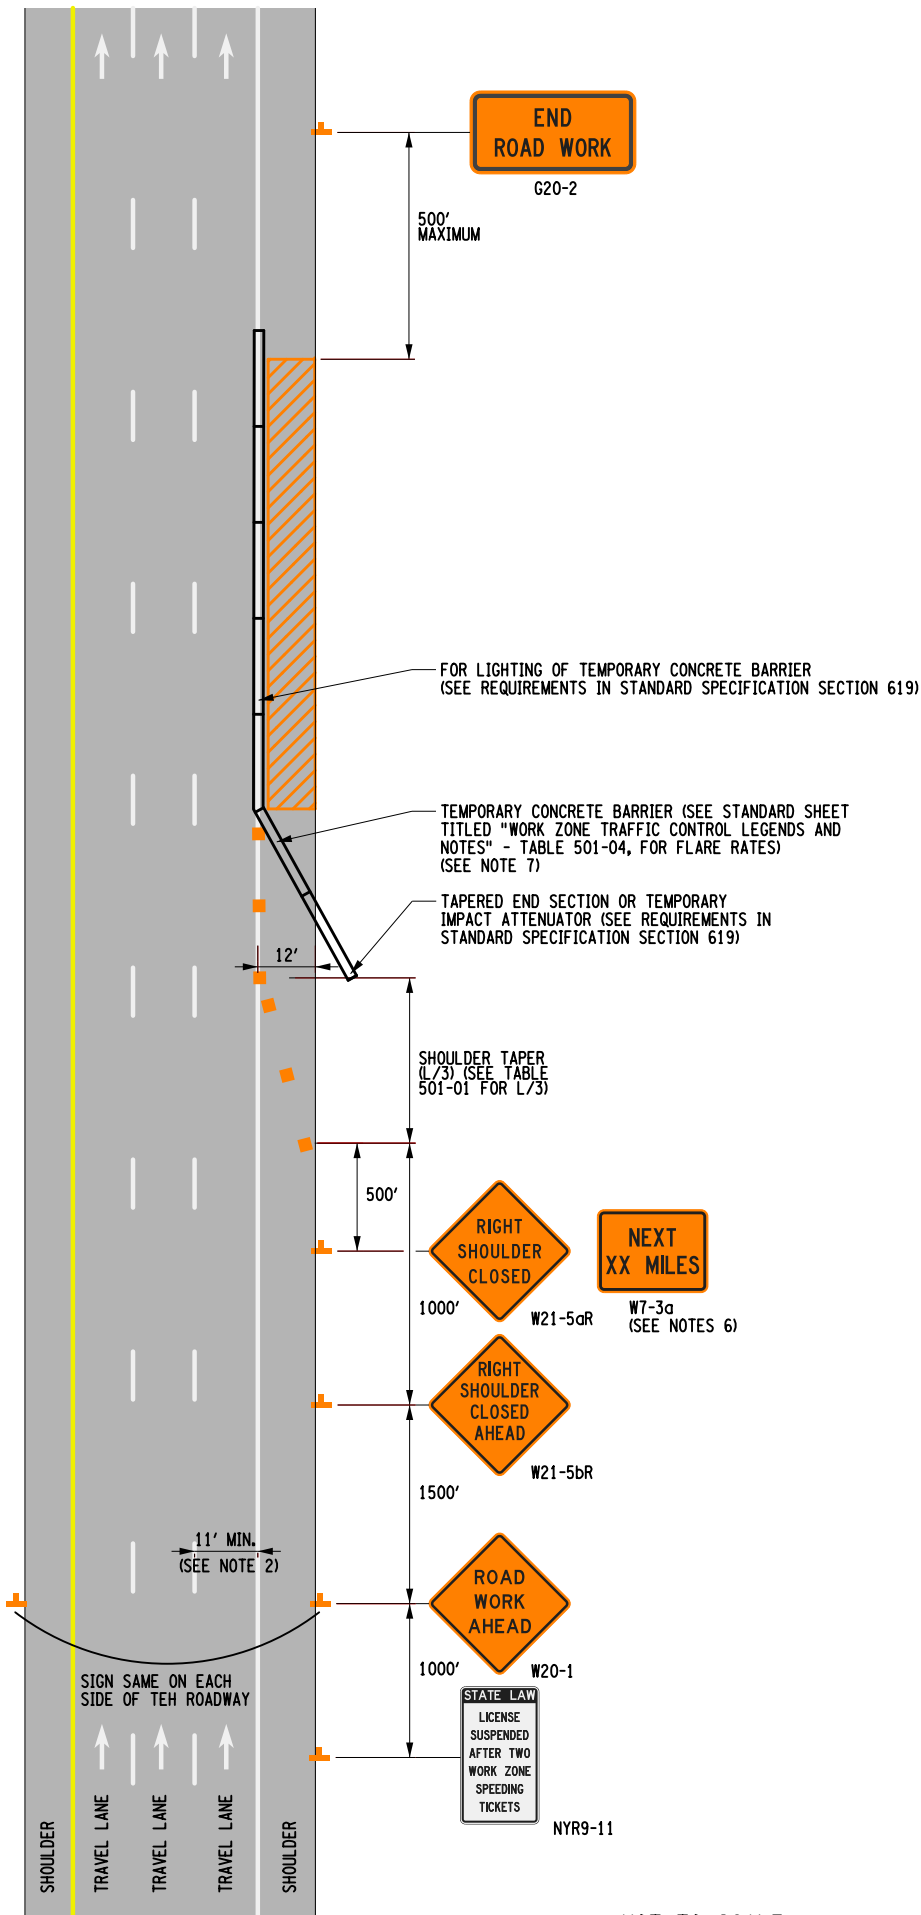 END
ROAD WORK
G20-2
500'
MAXIMUM
FOR LIGHTING OF TEMPORARY CONCRETE BARRIER
(SEE REQUIREMENTS IN STANDARD SPECIFICATION SECTION 619)
TEMPORARY CONCRETE BARRIER (SEE STANDARD SHEET
TITLED "WORK ZONE TRAFFIC CONTROL LEGENDS AND
NOTES" - TABLE 501-04, FOR FLARE RATES)
(SEE NOTE 7)
TAPERED END SECTION OR TEMPORARY
IMPACT ATTENUATOR (SEE REQUIREMENTS IN
STANDARD SPECIFICATION SECTION 619)
12'
SHOULDER TAPER
(L/3) (SEE TABLE
501-01 FOR L/3)
500'
RIGHT
SHOULDER
CLOSED
W21-5aR
NEXT
XX MILES
W7-3a
(SEE NOTES 6)
1000'
RIGHT
SHOULDER
CLOSED
AHEAD
W21-5bR
1500'
11' MIN.
(SEE NOTE 2)
ROAD
WORK
AHEAD
W20-1
1000'
SIGN SAME ON EACH
SIDE OF TEH ROADWAY
STATE LAW
LICENSE
SUSPENDED
AFTER TWO
WORK ZONE
SPEEDING
TICKETS
NYR9-11
SHOULDER
TRAVEL LANE
TRAVEL LANE
TRAVEL LANE
SHOULDER